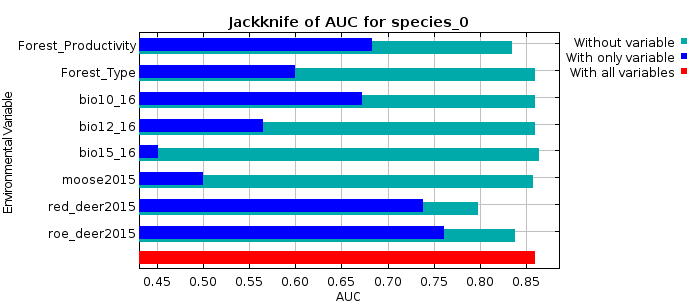 Jackknife of AUC for species_0
Forest_Productivity
Forest_Type
bio10_16
bio12_16
bio15_16
moose2015
red_deer2015
roe_deer2015
Environmental Variable
0.45 0.50 0.55 0.60 0.65 0.70 0.75 0.80 0.85
AUC
Without variable
With only variable
With all variables